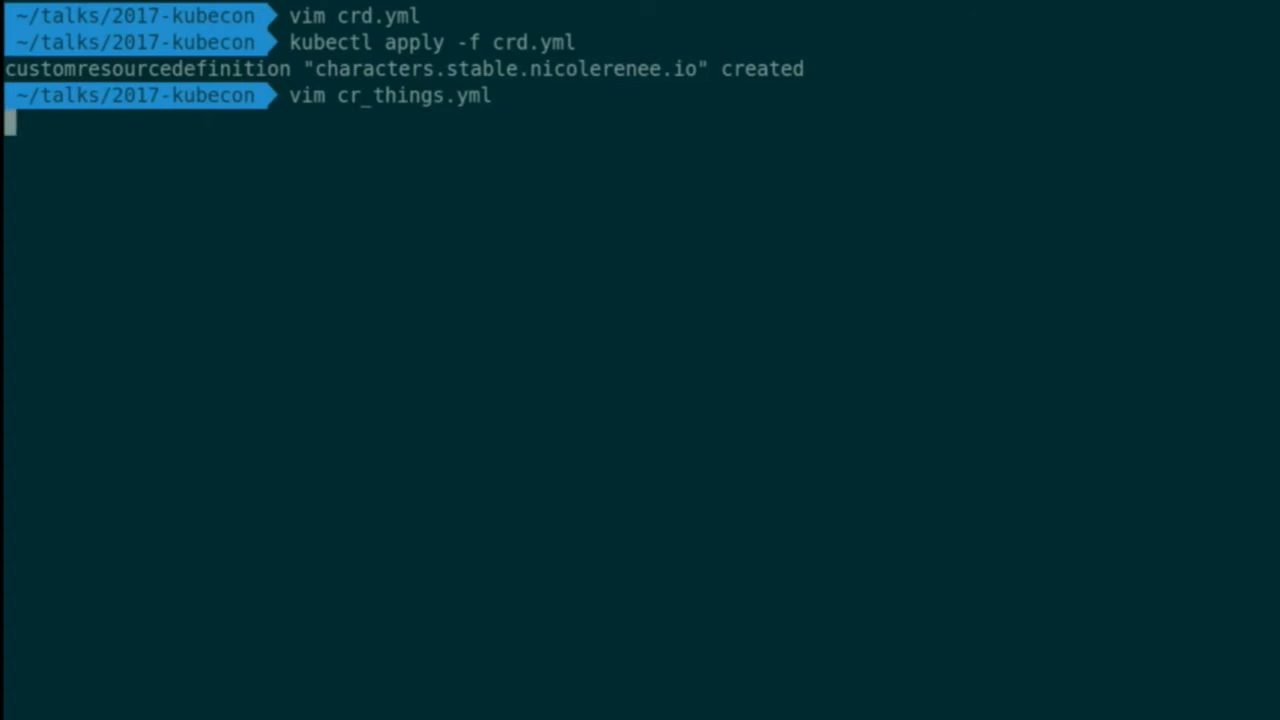 ~/talks/2017-kubecon vim crd.yml
~/talks/2017-kubecon kubectl apply -f crd.yml
customresourcedefinition "characters.stable.nicolerenee.io" created
~/talks/2017-kubecon vim cr_things.yml